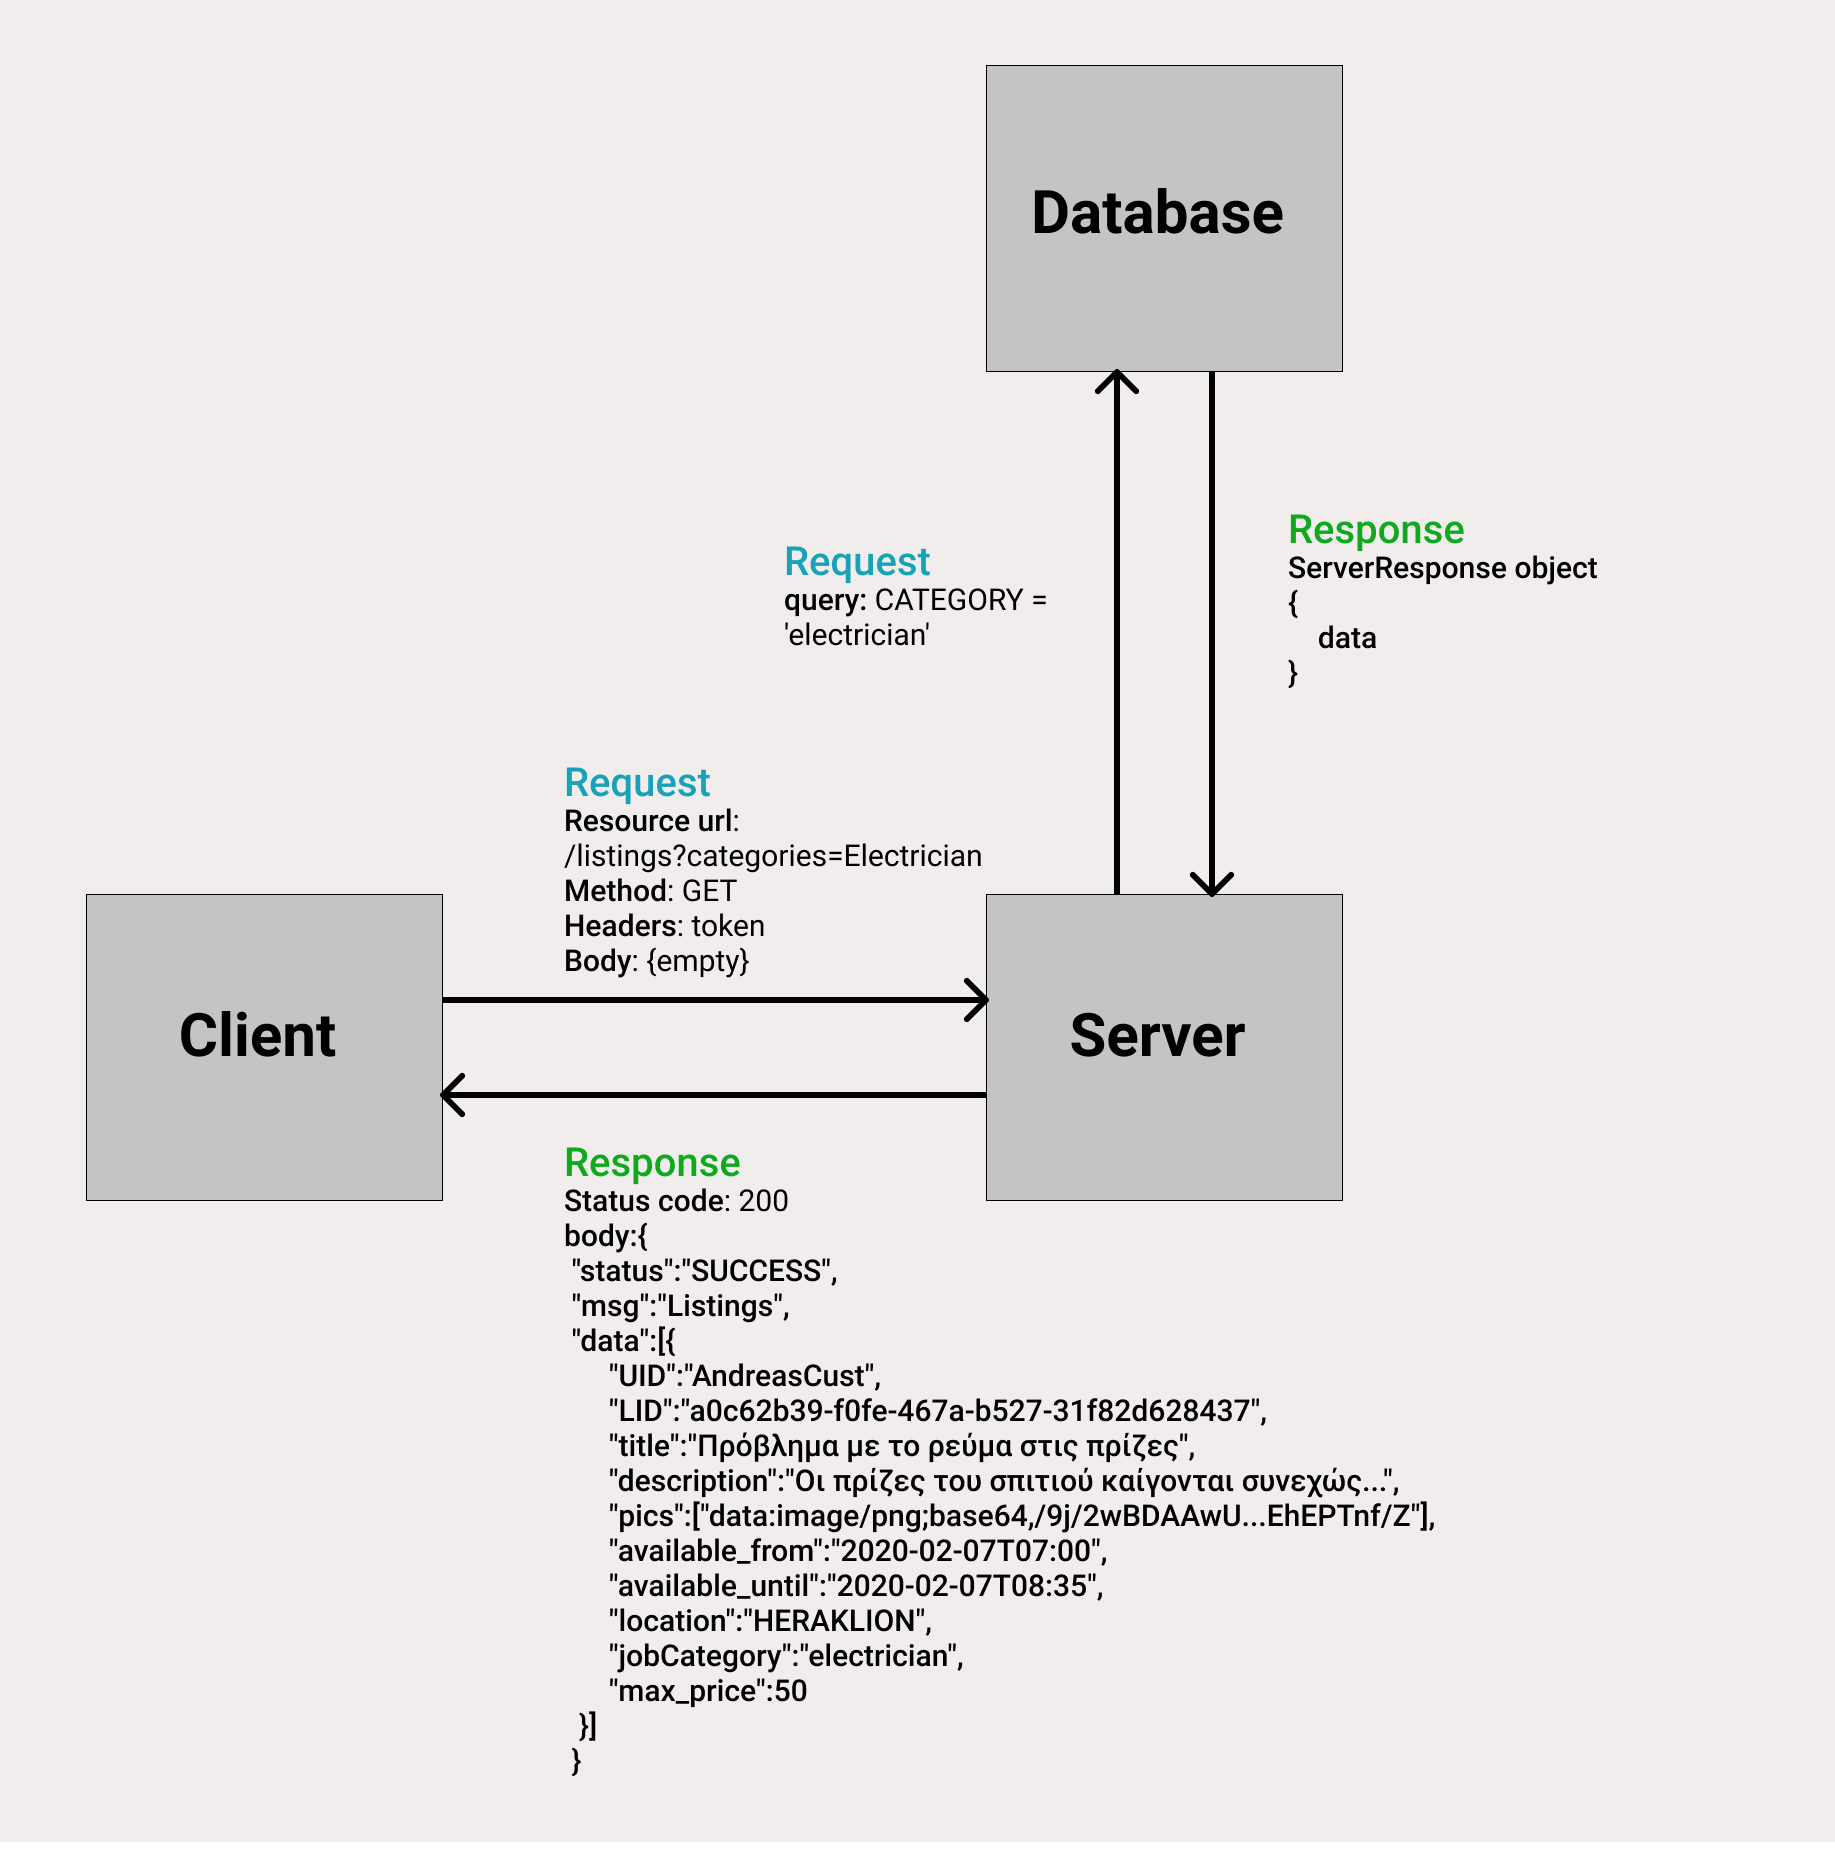 Database
Request
query: CATEGORY =
'electrician'
Response
ServerResponse object
{
data
}
Request
Resource url:
/listings?categories=Electrician
Method: GET
Headers: token
Body: {empty}
Client
Server
Response
Status code: 200
body:{
"status":"SUCCESS",
"msg":"Listings",
"data":[{
"UID":"AndreasCust",
"LID":"a0c62b39-f0fe-467a-b527-31f82d628437",
"title":"Πρόβλημα με το ρεύμα στις πρίζες",
"description":"Οι πρίζες του σπιτιού καίγονται συνεχώς...",
"pics":["data:image/png;base64,/9j/2wBDAAwU...EhEPTnf/Z"],
"available_from":"2020-02-07T07:00",
"available_until":"2020-02-07T08:35",
"location":"HERAKLION",
"jobCategory":"electrician",
"max_price":50
}]
}